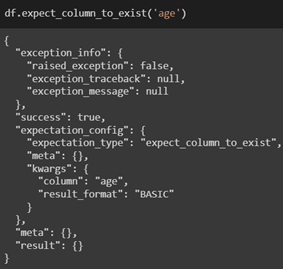 df.expect_column_to_exist('age')
{
  "exception_info": {
    "raised_exception": false,
    "exception_traceback": null,
    "exception_message": null
  },
  "success": true,
  "expectation_config": {
    "expectation_type": "expect_column_to_exist",
    "meta": {},
    "kwargs": {
      "column": "age",
      "result_format": "BASIC"
    }
  },
  "meta": {},
  "result": {}
}